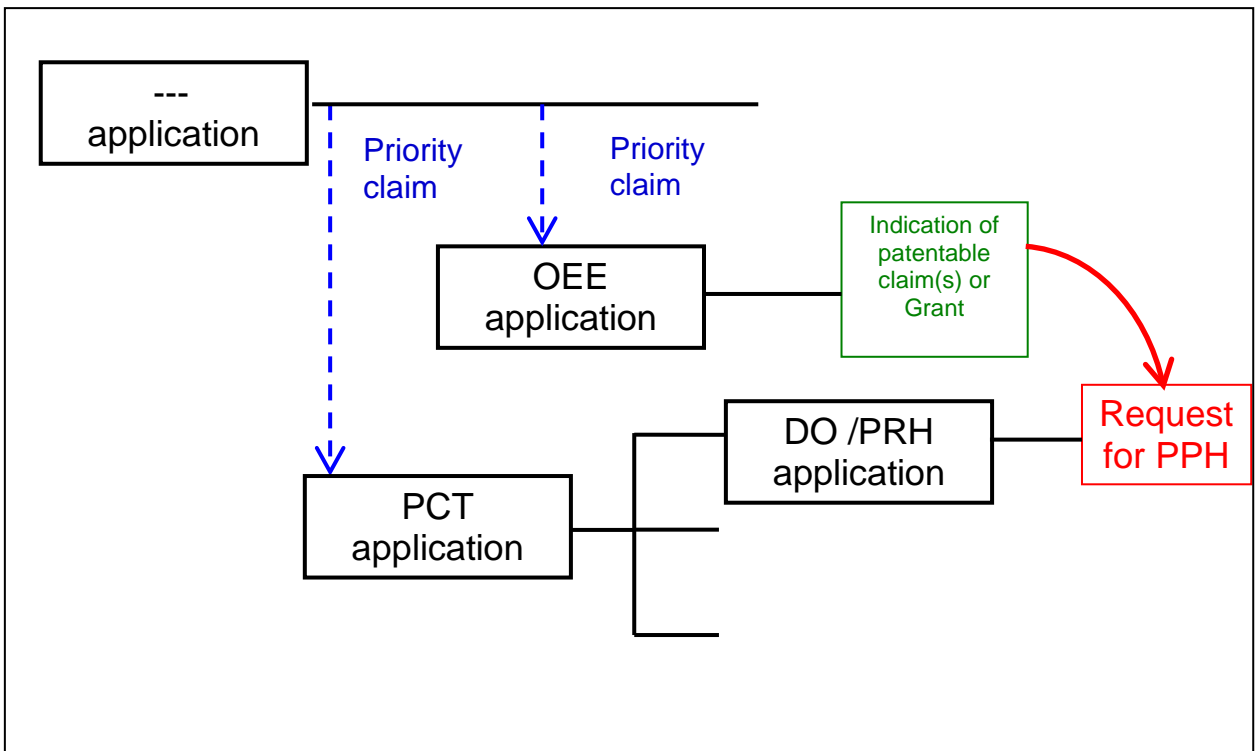 ---
application
Priority
claim
Priority
claim
Indication of
patentable
claim(s) or
Grant
OEE
application
Request
for PPH
DO /PRH
application
PCT
application